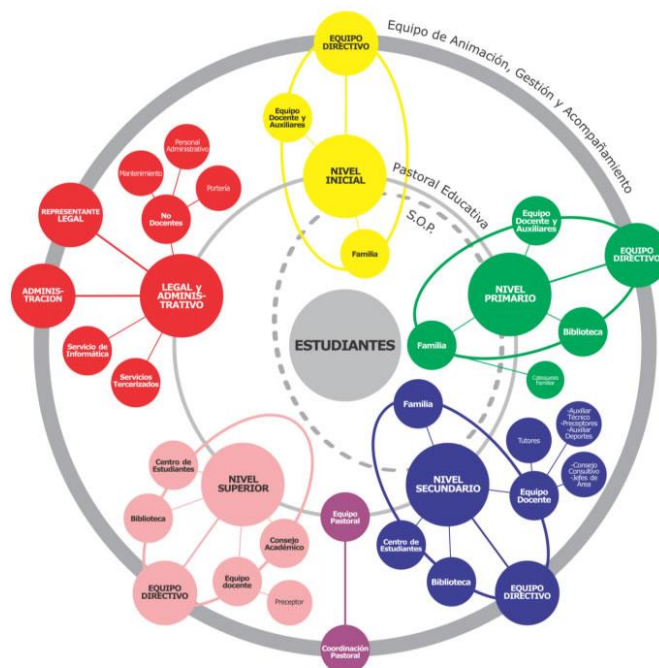 Equipo de Animación, Gestión y Acompañamiento
Pastoral Educativa
S.O.P.
ESTUDIANTES
EQUIPO
DIRECTIVO
Equipo
Docente y
Auxiliares
NIVEL
INICIAL
Familia
Equipo
Docente y
Auxiliares
EQUIPO
DIRECTIVO
NIVEL
PRIMARIO
Biblioteca
Familia
Catequesis
Familiar
Familia
-Auxiliar
Técnico
-Preceptores
-Auxiliar
Deportes
Tutores
-Consejo
Consultivo
-Jefes de
Área
NIVEL
SECUNDARIO
Equipo
Docente
Centro de
Estudiantes
Biblioteca
EQUIPO
DIRECTIVO
Equipo
Pastoral
Coordinación
Pastoral
Centro de
Estudiantes
NIVEL
SUPERIOR
Biblioteca
Consejo
Académico
Equipo
docente
EQUIPO
DIRECTIVO
Preceptor
Personal
Administrativo
Mantenimiento
Portería
No
Docentes
REPRESENTANTE
LEGAL
LEGAL y
ADMINIS-
TRATIVO
ADMINIS-
TRACIÓN
Servicio de
Informática
Servicios
Tercerizados